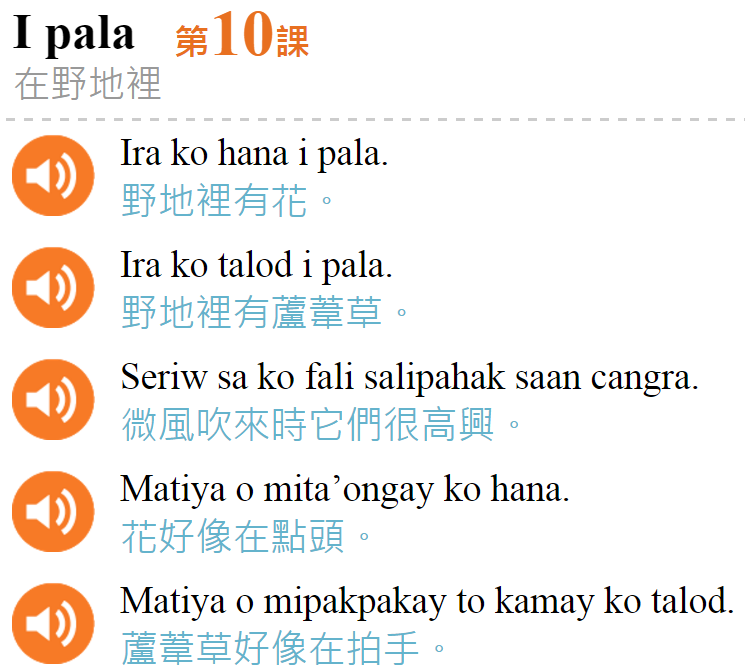 I pala 第10課
在野地裡
Ira ko hana i pala.
野地裡有花。
Ira ko talod i pala.
野地裡有蘆葦草。
Seriw sa ko fali salipahak saan cangra.
微風吹來時它們很高興。
Matiya o mita’ongay ko hana.
花好像在點頭。
Matiya o mipakpakay to kamay ko talod.
蘆葦草好像在拍手。